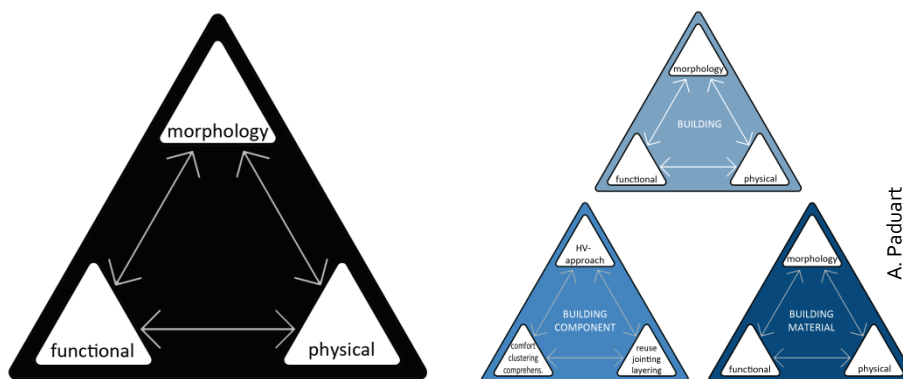 morphology
functional
physical
morphology
BUILDING
functional
physical
HV-
approach
BUILDING
COMPONENT
comfort
clustering
comprehens.
reuse
jointing
layering
morphology
BUILDING
MATERIAL
functional
physical
A. Paduart